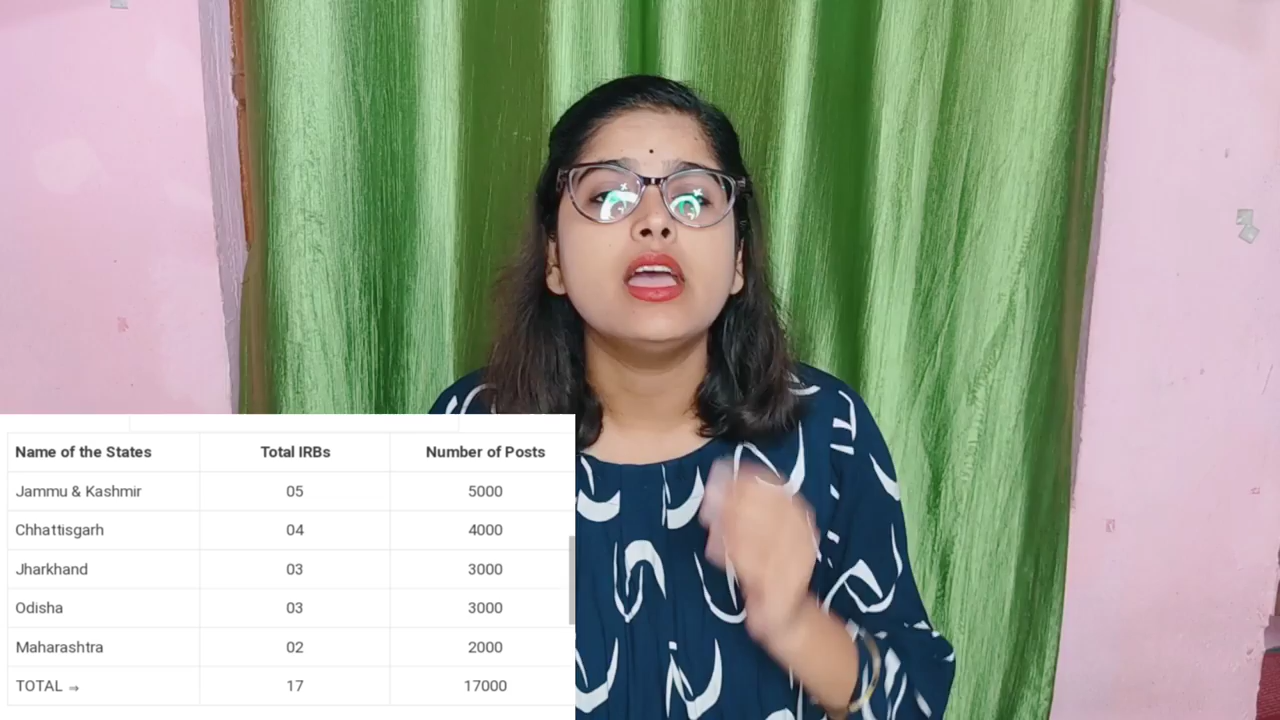 Name of the States Total IRBs Number of Posts
Jammu & Kashmir 05 5000
Chhattisgarh 04 4000
Jharkhand 03 3000
Odisha 03 3000
Maharashtra 02 2000
TOTAL ⇒ 17 17000